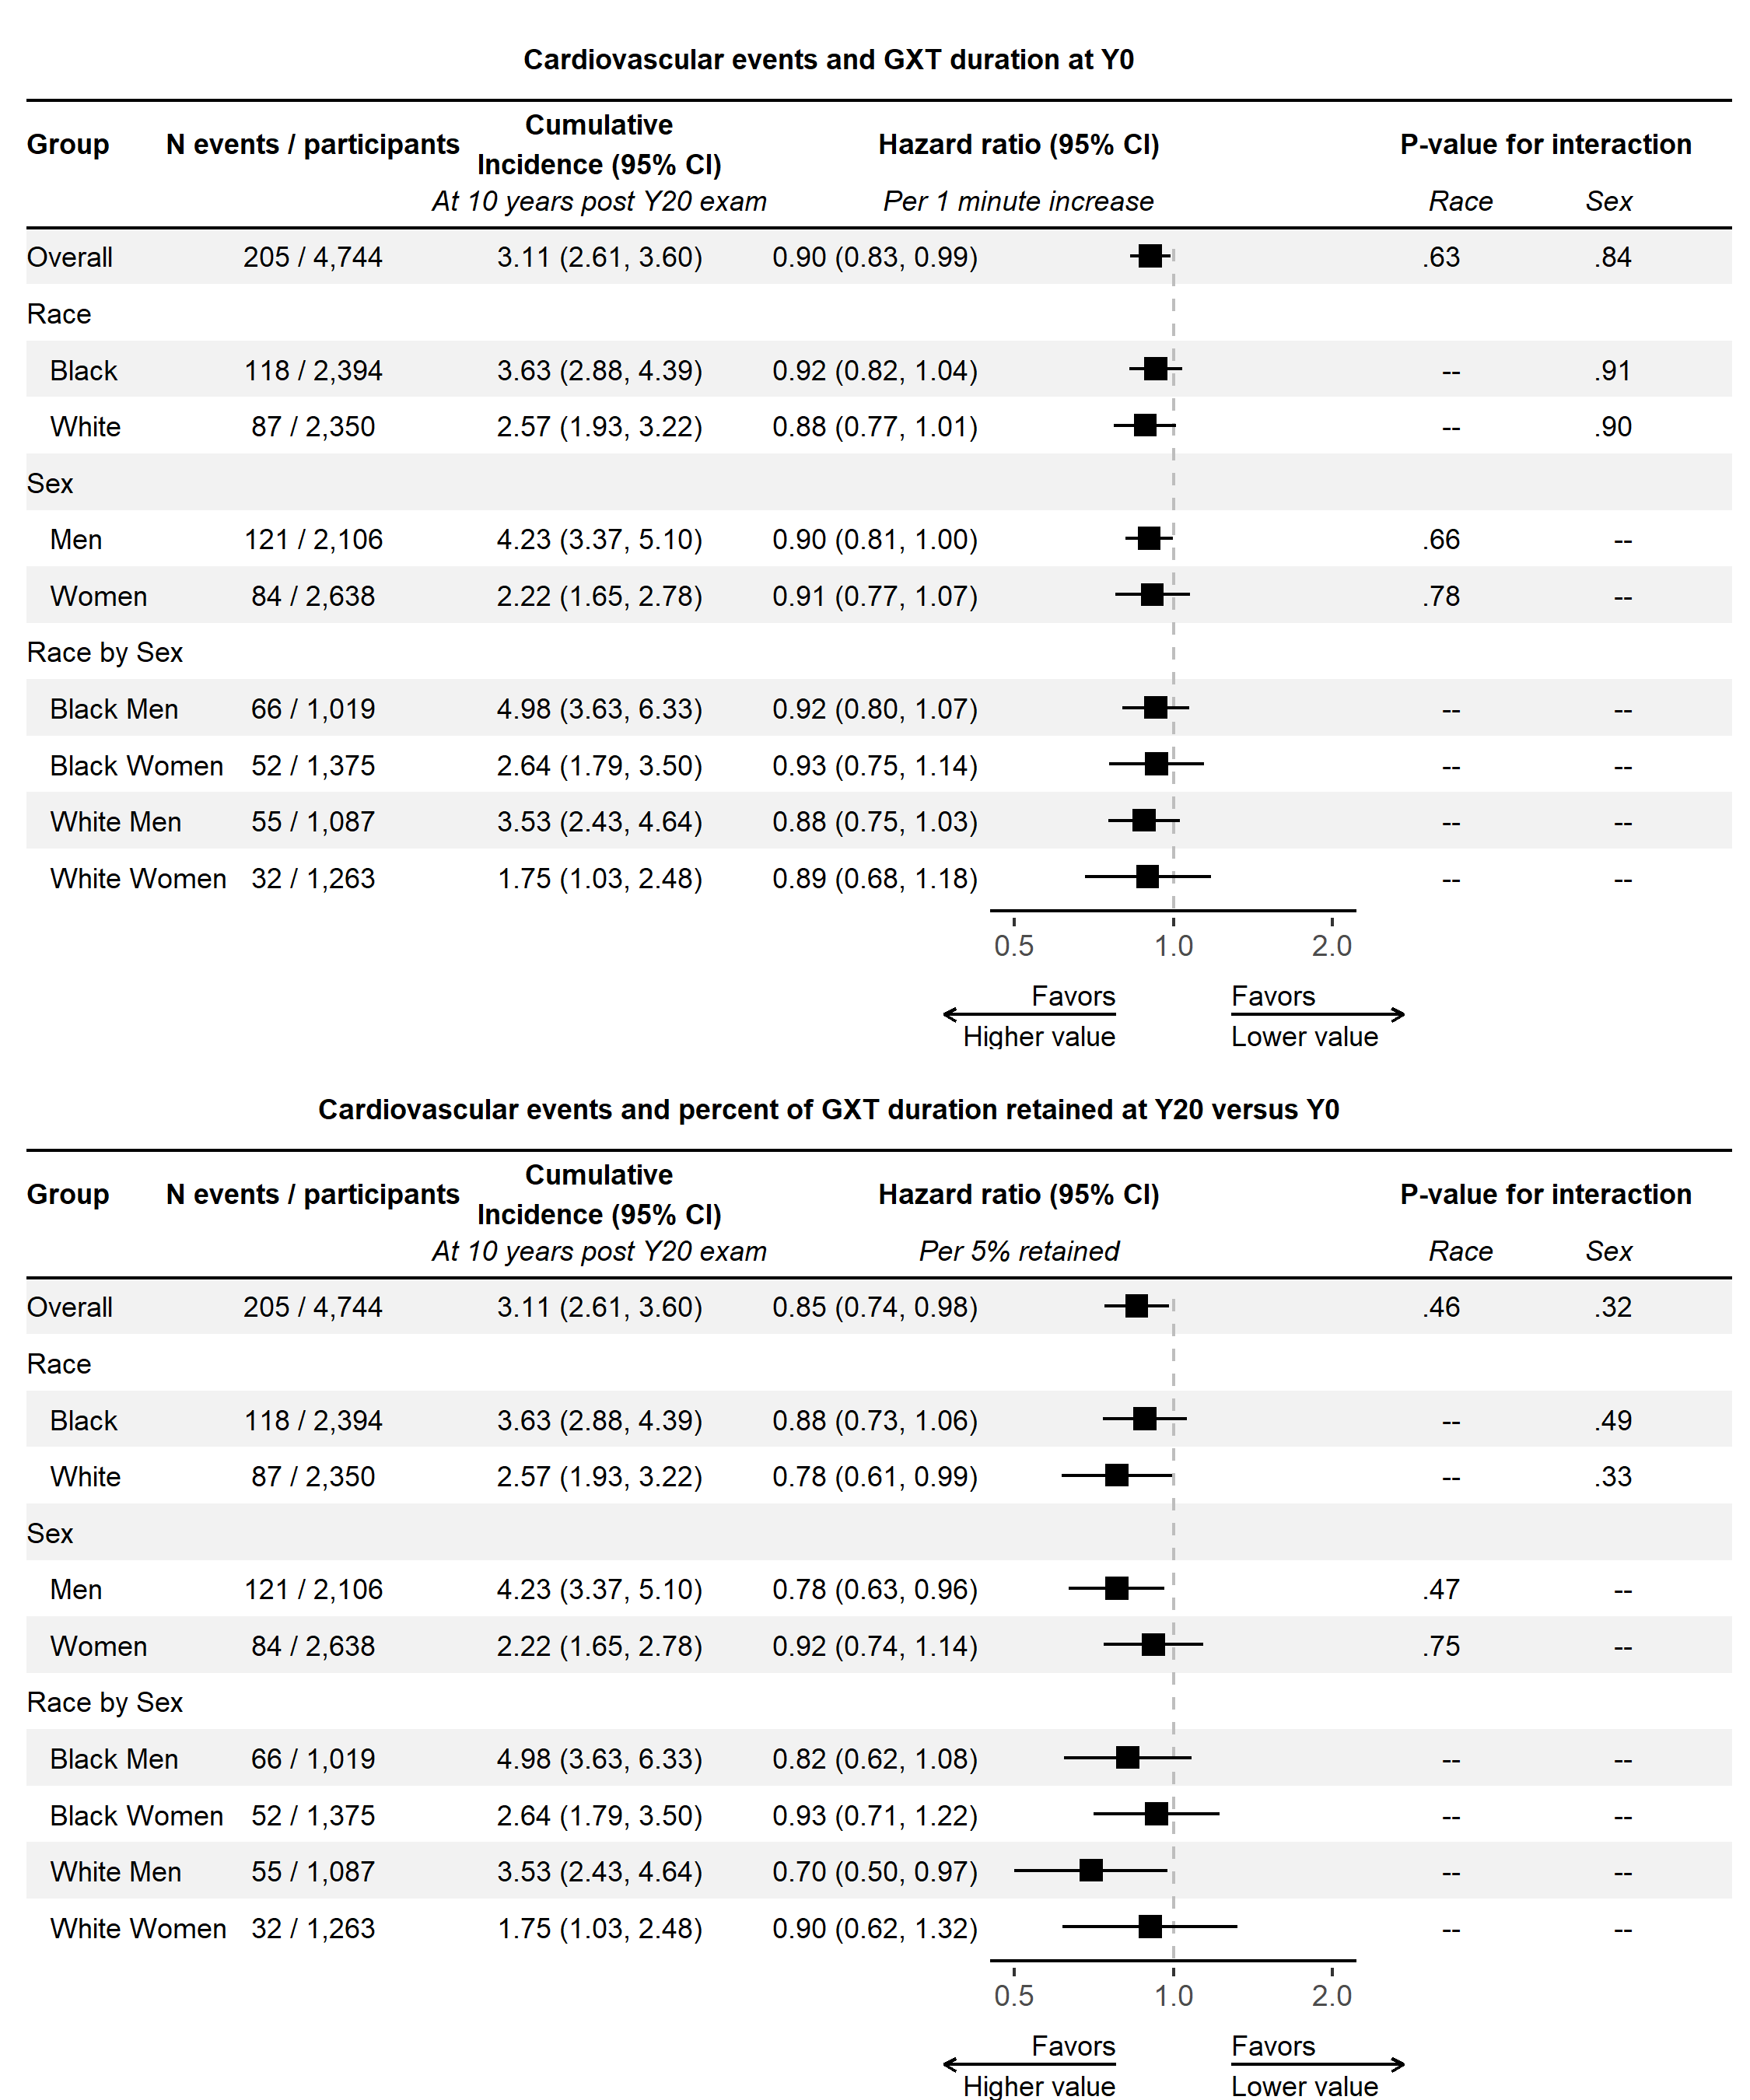 Cardiovascular events and GXT duration at Y0
Group N events / participants Cumulative Incidence (95% CI) Hazard ratio (95% CI) P-value for interaction
At 10 years post Y20 exam Per 1 minute increase Race Sex
Overall 205 / 4,744 3.11 (2.61, 3.60) 0.90 (0.83, 0.99) .63 .84
Race
Black 118 / 2,394 3.63 (2.88, 4.39) 0.92 (0.82, 1.04) -- .91
White 87 / 2,350 2.57 (1.93, 3.22) 0.88 (0.77, 1.01) -- .90
Sex
Men 121 / 2,106 4.23 (3.37, 5.10) 0.90 (0.81, 1.00) .66 --
Women 84 / 2,638 2.22 (1.65, 2.78) 0.91 (0.77, 1.07) .78 --
Race by Sex
Black Men 66 / 1,019 4.98 (3.63, 6.33) 0.92 (0.80, 1.07) -- --
Black Women 52 / 1,375 2.64 (1.79, 3.50) 0.93 (0.75, 1.14) -- --
White Men 55 / 1,087 3.53 (2.43, 4.64) 0.88 (0.75, 1.03) -- --
White Women 32 / 1,263 1.75 (1.03, 2.48) 0.89 (0.68, 1.18) -- --
0.5 1.0 2.0
Favors Favors
Higher value Lower value
Cardiovascular events and percent of GXT duration retained at Y20 versus Y0
Group N events / participants Cumulative Incidence (95% CI) Hazard ratio (95% CI) P-value for interaction
At 10 years post Y20 exam Per 5% retained Race Sex
Overall 205 / 4,744 3.11 (2.61, 3.60) 0.85 (0.74, 0.98) .46 .32
Race
Black 118 / 2,394 3.63 (2.88, 4.39) 0.88 (0.73, 1.06) -- .49
White 87 / 2,350 2.57 (1.93, 3.22) 0.78 (0.61, 0.99) -- .33
Sex
Men 121 / 2,106 4.23 (3.37, 5.10) 0.78 (0.63, 0.96) .47 --
Women 84 / 2,638 2.22 (1.65, 2.78) 0.92 (0.74, 1.14) .75 --
Race by Sex
Black Men 66 / 1,019 4.98 (3.63, 6.33) 0.82 (0.62, 1.08) -- --
Black Women 52 / 1,375 2.64 (1.79, 3.50) 0.93 (0.71, 1.22) -- --
White Men 55 / 1,087 3.53 (2.43, 4.64) 0.70 (0.50, 0.97) -- --
White Women 32 / 1,263 1.75 (1.03, 2.48) 0.90 (0.62, 1.32) -- --
0.5 1.0 2.0
Favors Favors
Higher value Lower value